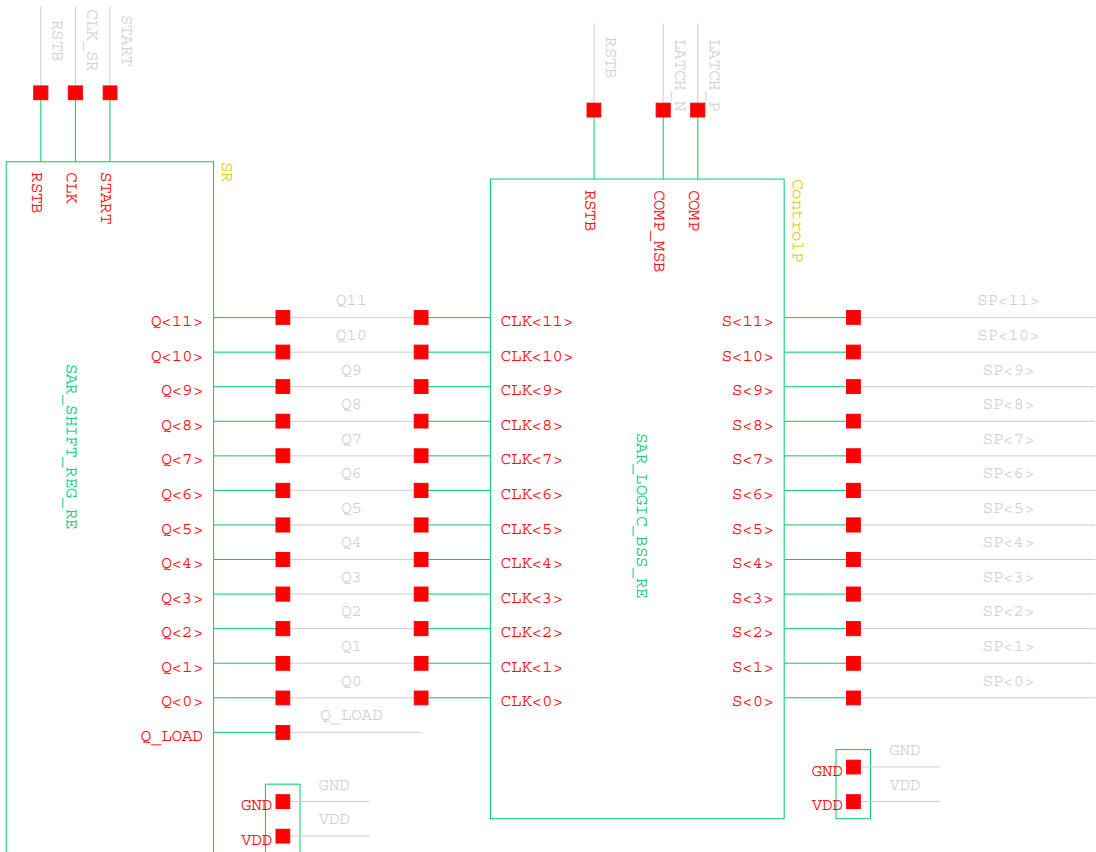 RSTB
CLK_SR
START
RSTB
LATCH_N
LATCH_P
RSTB
CLK
START
SR
RSTB
COMP_MSB
COMP
ControlP
Q<11>
Q11
CLK<11>
S<11>
SP<11>
Q<10>
Q10
CLK<10>
S<10>
SP<10>
Q<9>
Q9
CLK<9>
S<9>
SP<9>
Q<8>
Q8
CLK<8>
S<8>
SP<8>
Q<7>
Q7
CLK<7>
S<7>
SP<7>
Q<6>
Q6
CLK<6>
S<6>
SP<6>
Q<5>
Q5
CLK<5>
S<5>
SP<5>
Q<4>
Q4
CLK<4>
S<4>
SP<4>
Q<3>
Q3
CLK<3>
S<3>
SP<3>
Q<2>
Q2
CLK<2>
S<2>
SP<2>
Q<1>
Q1
CLK<1>
S<1>
SP<1>
Q<0>
Q0
CLK<0>
S<0>
SP<0>
Q_LOAD
Q_LOAD
SAR_SHIFT_REG_RE
SAR_LOGIC_BSS_RE
GND
GND
VDD
VDD
GND
GND
VDD
VDD